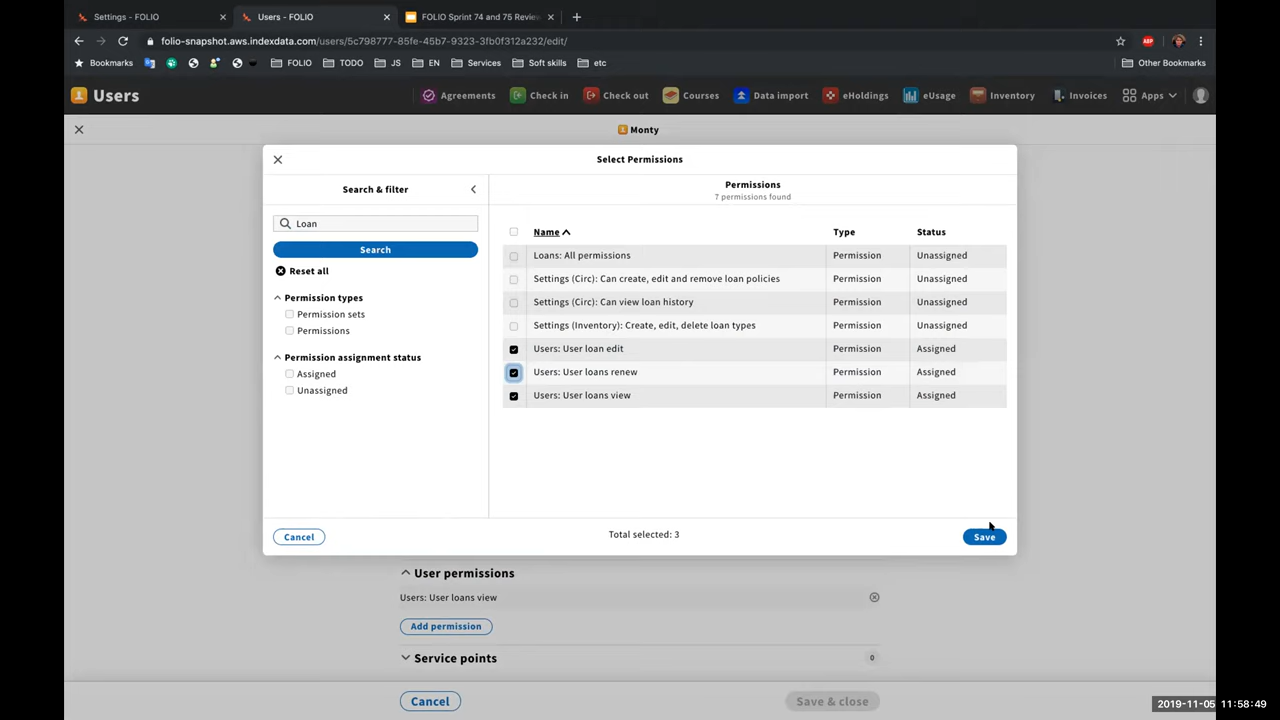 Settings - FOLIO
Users - FOLIO
FOLIO Sprint 74 and 75 Review
folio-snapshot.aws.indexdata.com/users/5c798777-85fe-45b7-9323-3fb0f312a232/edit/
ABP
Bookmarks
FOLIO
TODO
JS
EN
Services
Soft skills
etc
Other Bookmarks
Users
Agreements
Check in
Check out
Courses
Data import
eHoldings
eUsage
Inventory
Invoices
Apps
Monty
Select Permissions
Search & filter
Permissions
7 permissions found
Loan
Search
Reset all
Permission types
Permission sets
Permissions
Permission assignment status
Assigned
Unassigned
Name Type Status
Loans: All permissions Permission Unassigned
Settings (Circ): Can create, edit and remove loan policies Permission Unassigned
Settings (Circ): Can view loan history Permission Unassigned
Settings (Inventory): Create, edit, delete loan types Permission Unassigned
Users: User loan edit Permission Assigned
Users: User loans renew Permission Assigned
Users: User loans view Permission Assigned
Cancel
Total selected: 3
Save
User permissions
Users: User loans view
Add permission
Service points
0
Cancel
Save & close
2019-11-05 11:58:49